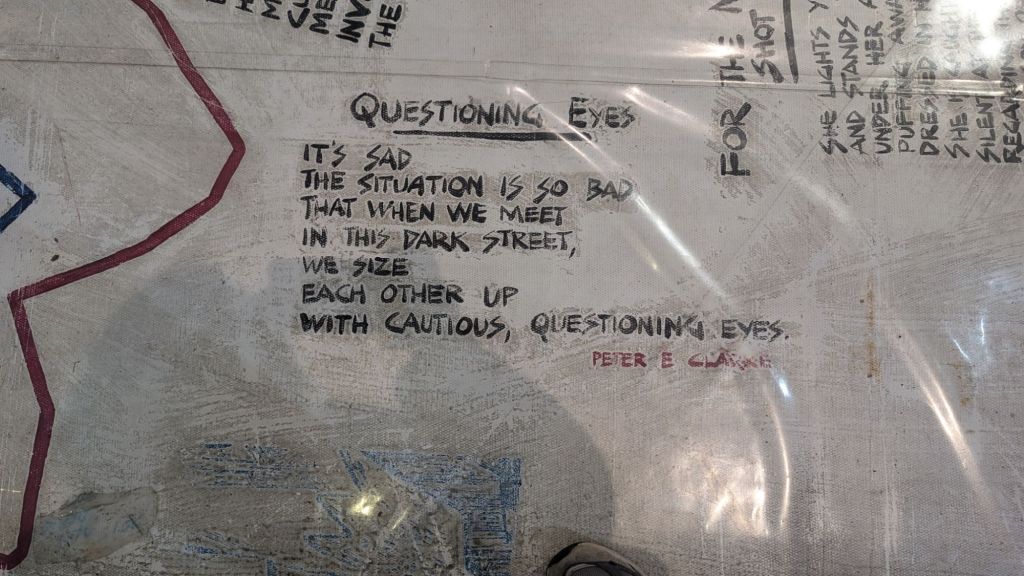 THE
QUESTIONING EYES
IT'S SAD
THE SITUATION IS SO BAD
THAT WHEN WE MEET
IN THIS DARK STREET,
WE SIZE
EACH OTHER UP
WITH CAUTIOUS, QUESTIONING EYES.
PETER E CLARKE
FOR THE
SHOT
SHE LIGHTS
AND STANDS
UNDER HER
PUFFING
DRESSED IN
SHE
SILENT